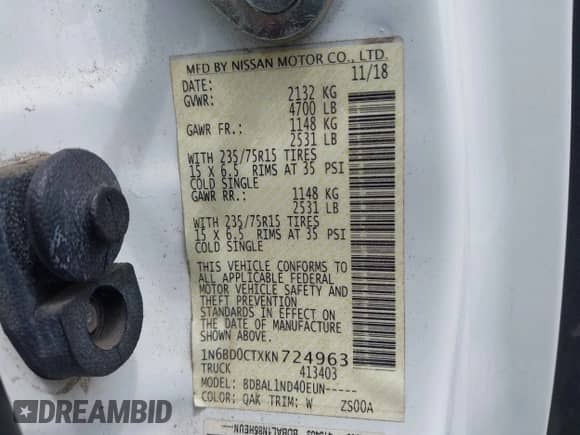 MFD BY NISSAN MOTOR CO., LTD.
DATE: 11/18
GVWR: 2132 KG
4700 LB
GAWR FR.: 1148 KG
2531 LB
WITH 235/75R15 TIRES
15 X 6.5 RIMS AT 35 PSI
COLD SINGLE
GAWR RR.: 1148 KG
2531 LB
WITH 235/75R15 TIRES
15 X 6.5 RIMS AT 35 PSI
COLD SINGLE
THIS VEHICLE CONFORMS TO
ALL APPLICABLE FEDERAL
MOTOR VEHICLE SAFETY AND
THEFT PREVENTION
STANDARDS IN EFFECT ON
THE DATE OF MANUFACTURE
SHOWN ABOVE.
1N6BD0CTXKN724963
TRUCK 413403
MODEL: BDBAL1ND40EUN-----
COLOR: QAK TRIM: W ZS00A
DREAMBID
Find. Bid. Drive.